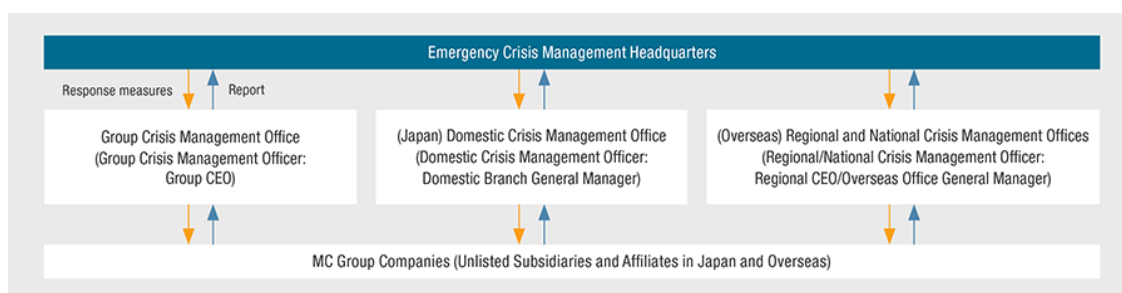 Emergency Crisis Management Headquarters
Response measures
Report
Group Crisis Management Office
(Group Crisis Management Officer:
Group CEO)
(Japan) Domestic Crisis Management Office
(Domestic Crisis Management Officer:
Domestic Branch General Manager)
(Overseas) Regional and National Crisis Management Offices
(Regional/National Crisis Management Officer:
Regional CEO/Overseas Office General Manager)
MC Group Companies (Unlisted Subsidiaries and Affiliates in Japan and Overseas)